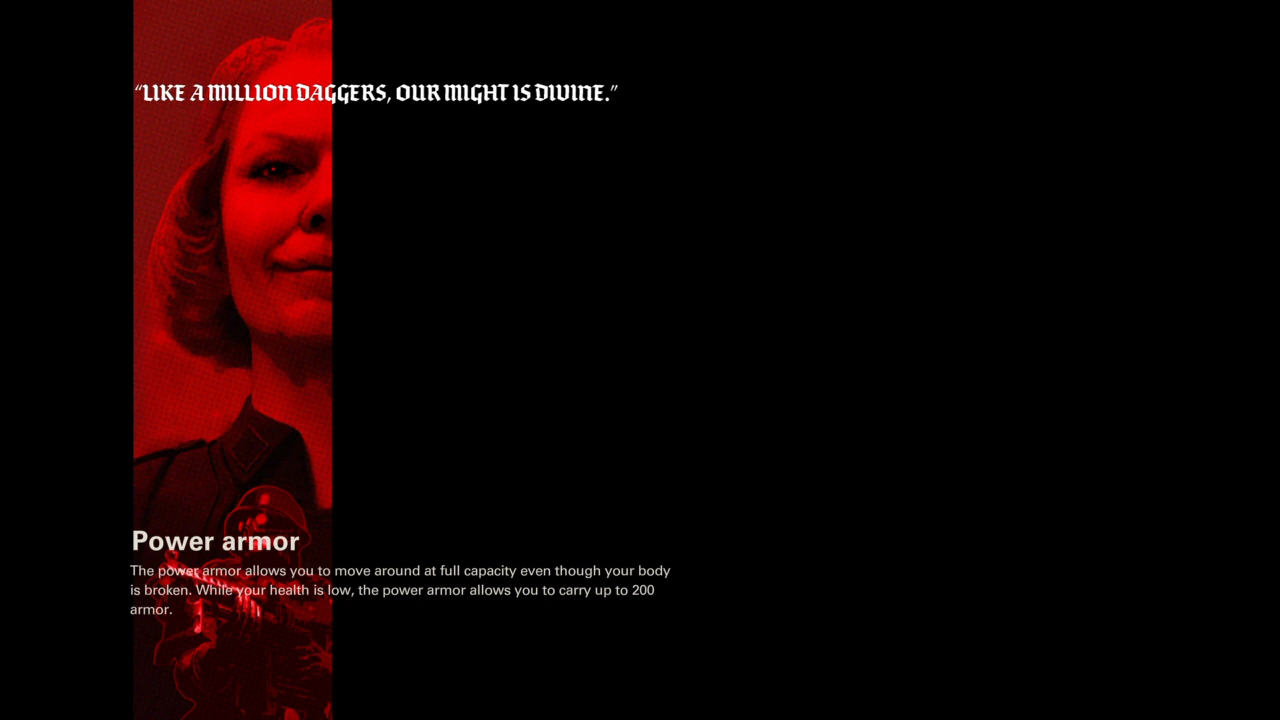 “LIKE A MILLION DAGGERS, OUR MIGHT IS DIVINE.”
Power armor
The power armor allows you to move around at full capacity even though your body
is broken. While your health is low, the power armor allows you to carry up to 200
armor.